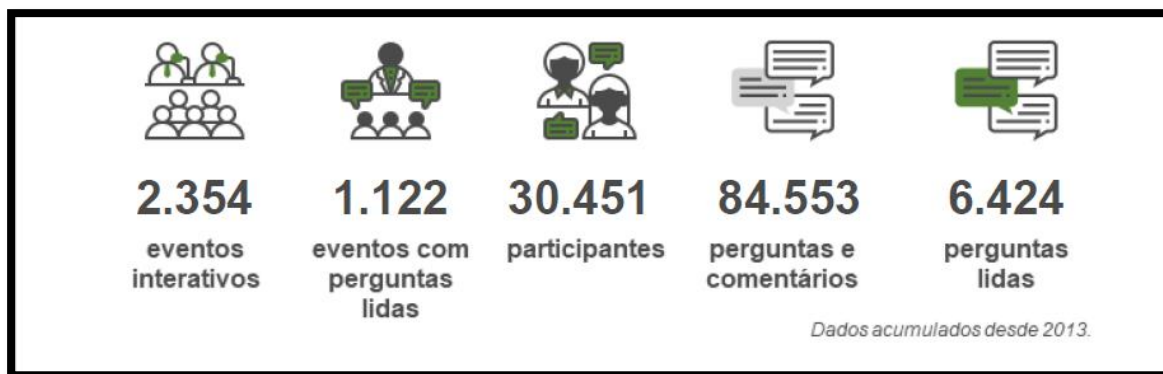 2.354
eventos
interativos
1.122
eventos com
perguntas
lidas
30.451
participantes
84.553
perguntas e
comentários
6.424
perguntas
lidas
Dados acumulados desde 2013.